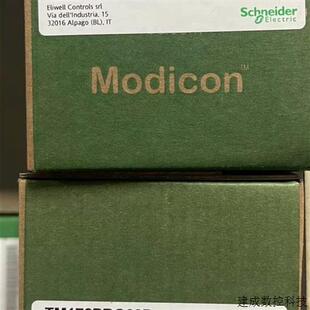 Eliwell Controls srl
Via dell'Industria, 15
32016 Alpago (BL), IT
Schneider
Electric
Modicon™
建成数控科技